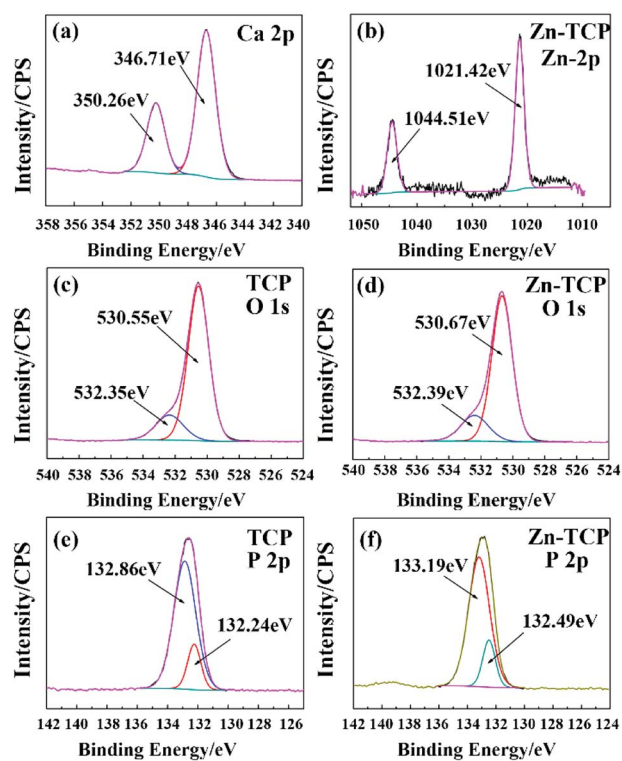 (a)
Ca 2p
346.71eV
350.26eV
Intensity/CPS
358 356 354 352 350 348 346 344 342 340
Binding Energy/eV
(b)
Zn-TCP
Zn-2p
1021.42eV
1044.51eV
Intensity/CPS
1050 1040 1030 1020 1010
Binding Energy/eV
(c)
TCP
O 1s
530.55eV
532.35eV
Intensity/CPS
540 538 536 534 532 530 528 526 524
Binding Energy/eV
(d)
Zn-TCP
O 1s
530.67eV
532.39eV
Intensity/CPS
540 538 536 534 532 530 528 526 524
Binding Energy/eV
(e)
TCP
P 2p
132.86eV
132.24eV
Intensity/CPS
142 140 138 136 134 132 130 128 126
Binding Energy/eV
(f)
Zn-TCP
P 2p
133.19eV
132.49eV
Intensity/CPS
142 140 138 136 134 132 130 128 126 124
Binding Energy/eV